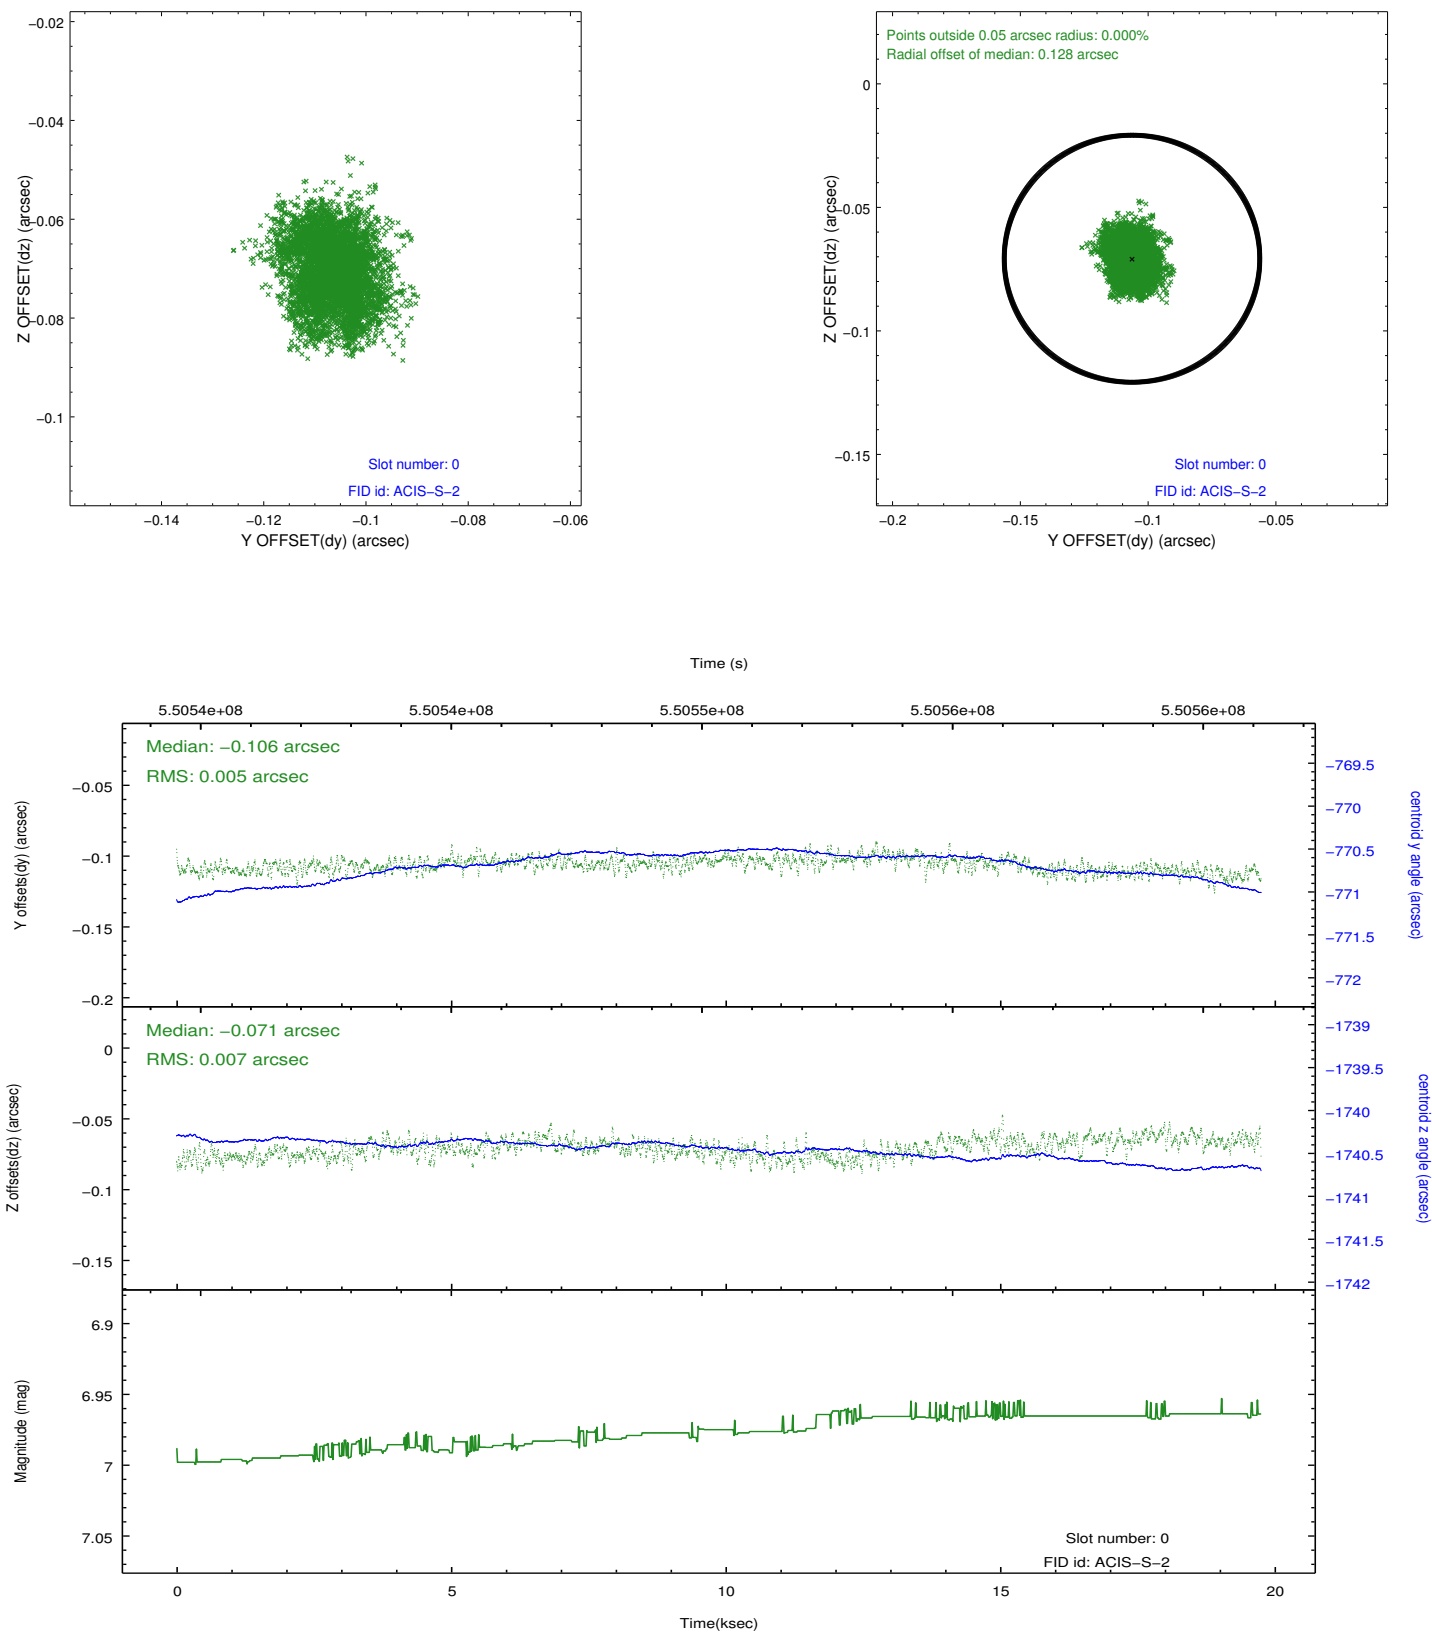 −0.02
−0.04
−0.06
−0.08
−0.1
Z OFFSET(dz) (arcsec)
Slot number: 0
FID id: ACIS−S−2
−0.14
−0.12
−0.1
−0.08
−0.06
Y OFFSET(dy) (arcsec)
Points outside 0.05 arcsec radius: 0.000%
Radial offset of median: 0.128 arcsec
0
−0.05
−0.1
−0.15
Z OFFSET(dz) (arcsec)
Slot number: 0
FID id: ACIS−S−2
−0.2
−0.15
−0.1
−0.05
Y OFFSET(dy) (arcsec)
Time (s)
5.5054e+08
5.5054e+08
5.5055e+08
5.5056e+08
5.5056e+08
Median: −0.106 arcsec
RMS: 0.005 arcsec
−0.05
−0.1
−0.15
−0.2
Y offsets(dy) (arcsec)
−769.5
−770
−770.5
−771
−771.5
−772
centroid y angle (arcsec)
Median: −0.071 arcsec
RMS: 0.007 arcsec
0
−0.05
−0.1
−0.15
Z offsets(dz) (arcsec)
−1739
−1739.5
−1740
−1740.5
−1741
−1741.5
−1742
centroid z angle (arcsec)
6.9
6.95
7
7.05
Magnitude (mag)
Slot number: 0
FID id: ACIS−S−2
0
5
10
15
20
Time(ksec)